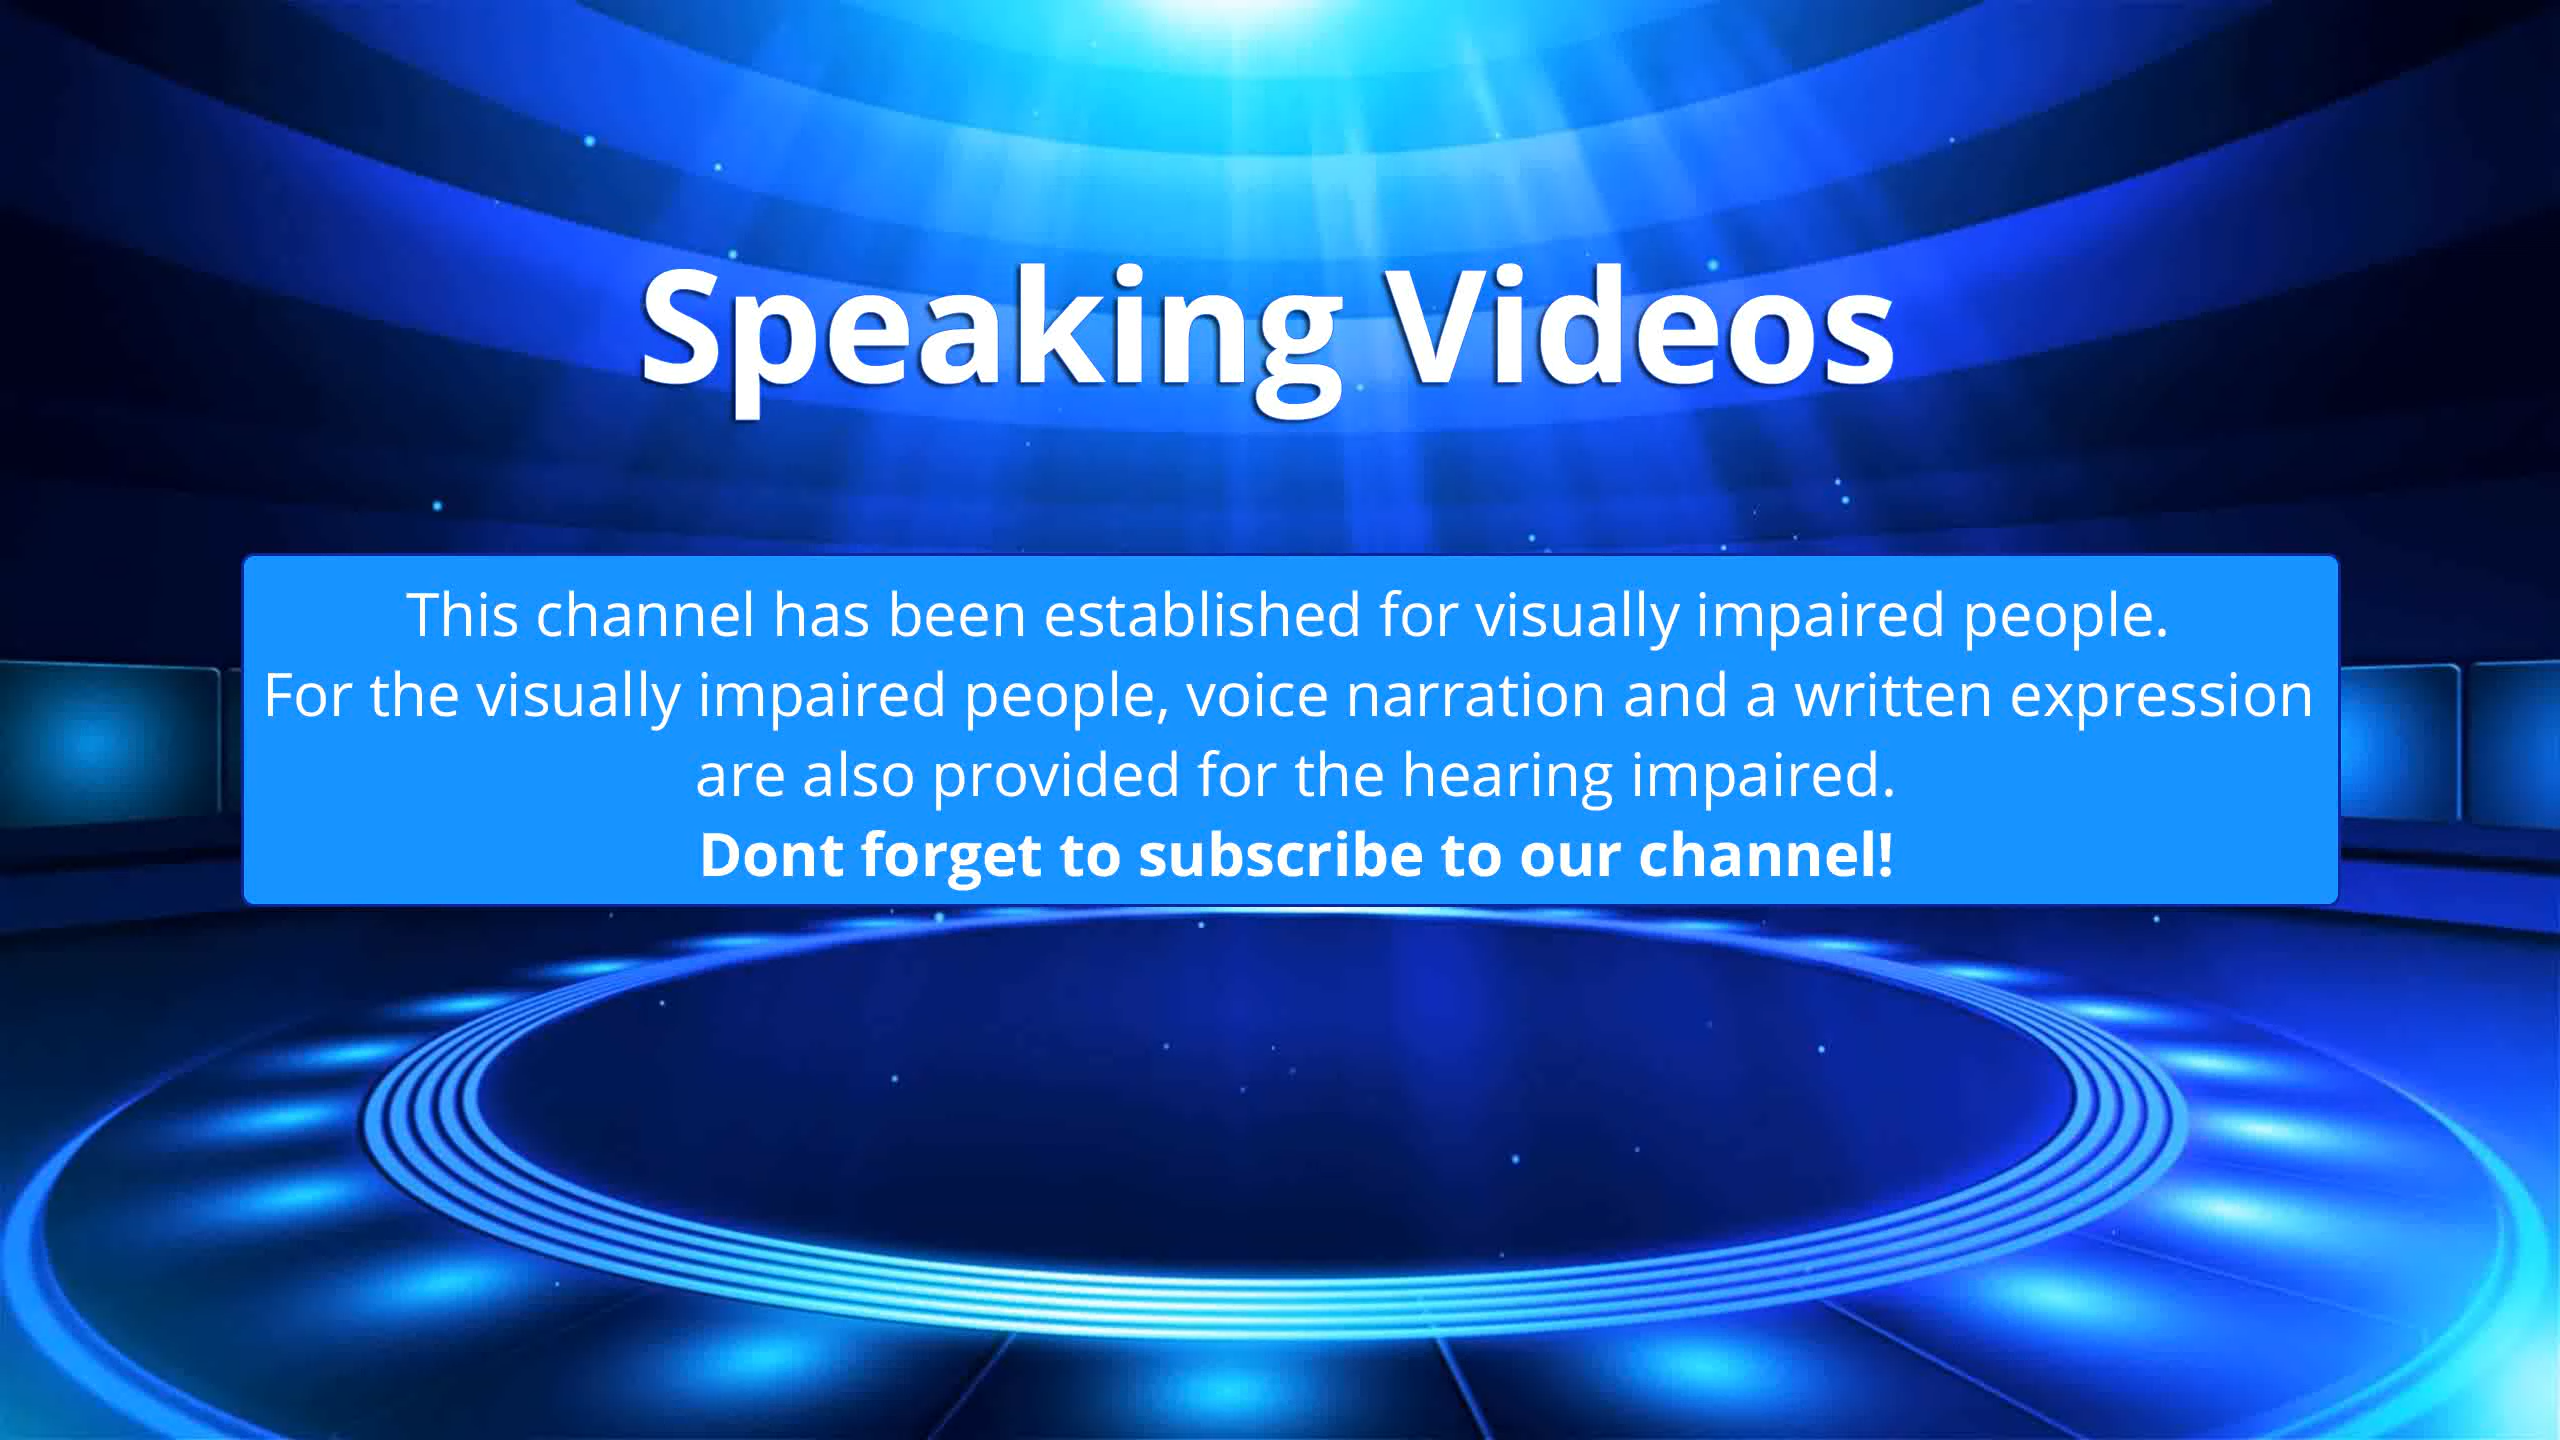 Speaking Videos
This channel has been established for visually impaired people.
For the visually impaired people, voice narration and a written expression
are also provided for the hearing impaired.
Dont forget to subscribe to our channel!